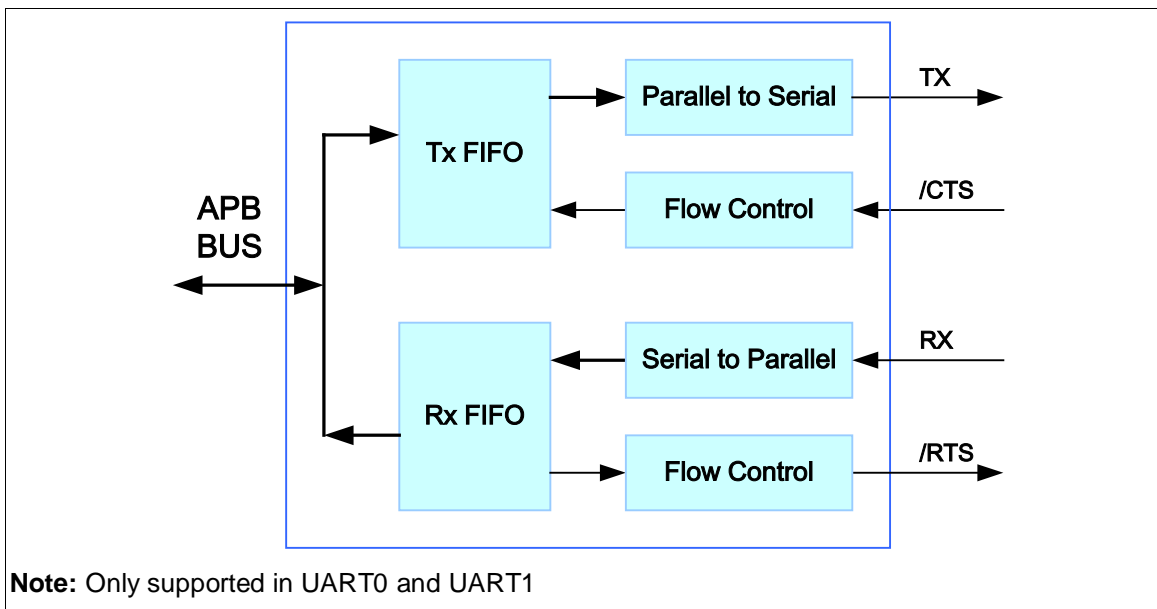 Parallel to Serial
TX
Tx FIFO
Flow Control
/CTS
APB
BUS
Serial to Parallel
RX
Rx FIFO
Flow Control
/RTS
Note: Only supported in UART0 and UART1